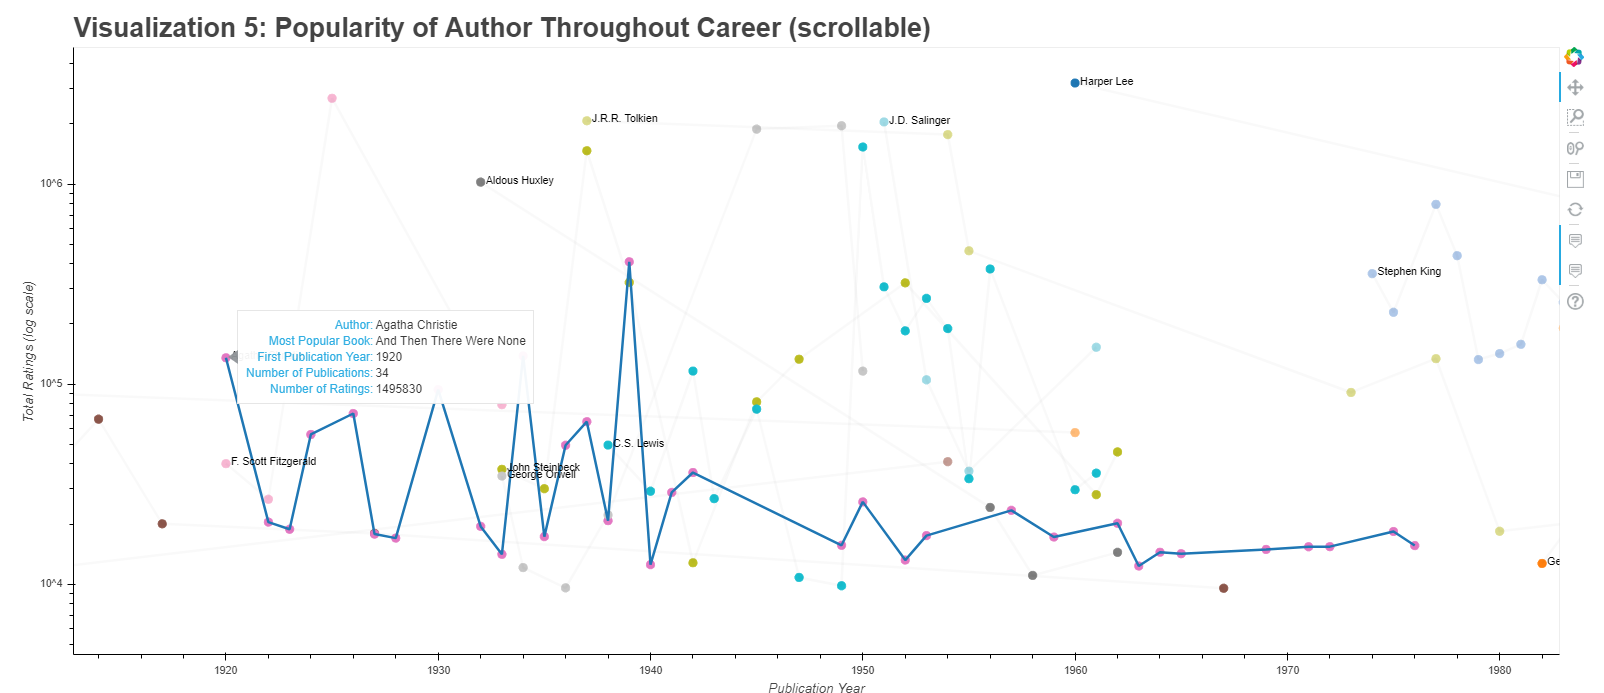 Visualization 5: Popularity of Author Throughout Career (scrollable)
Harper Lee
J.R.R. Tolkien
J.D. Salinger
10^6
Aldous Huxley
Stephen King
Total Ratings (log scale)
Author: Agatha Christie
Most Popular Book: And Then There Were None
First Publication Year: 1920
Number of Publications: 34
Number of Ratings: 1495830
10^5
C.S. Lewis
F. Scott Fitzgerald
John Steinbeck
George Orwell
Ge
10^4
1920 1930 1940 1950 1960 1970 1980
Publication Year